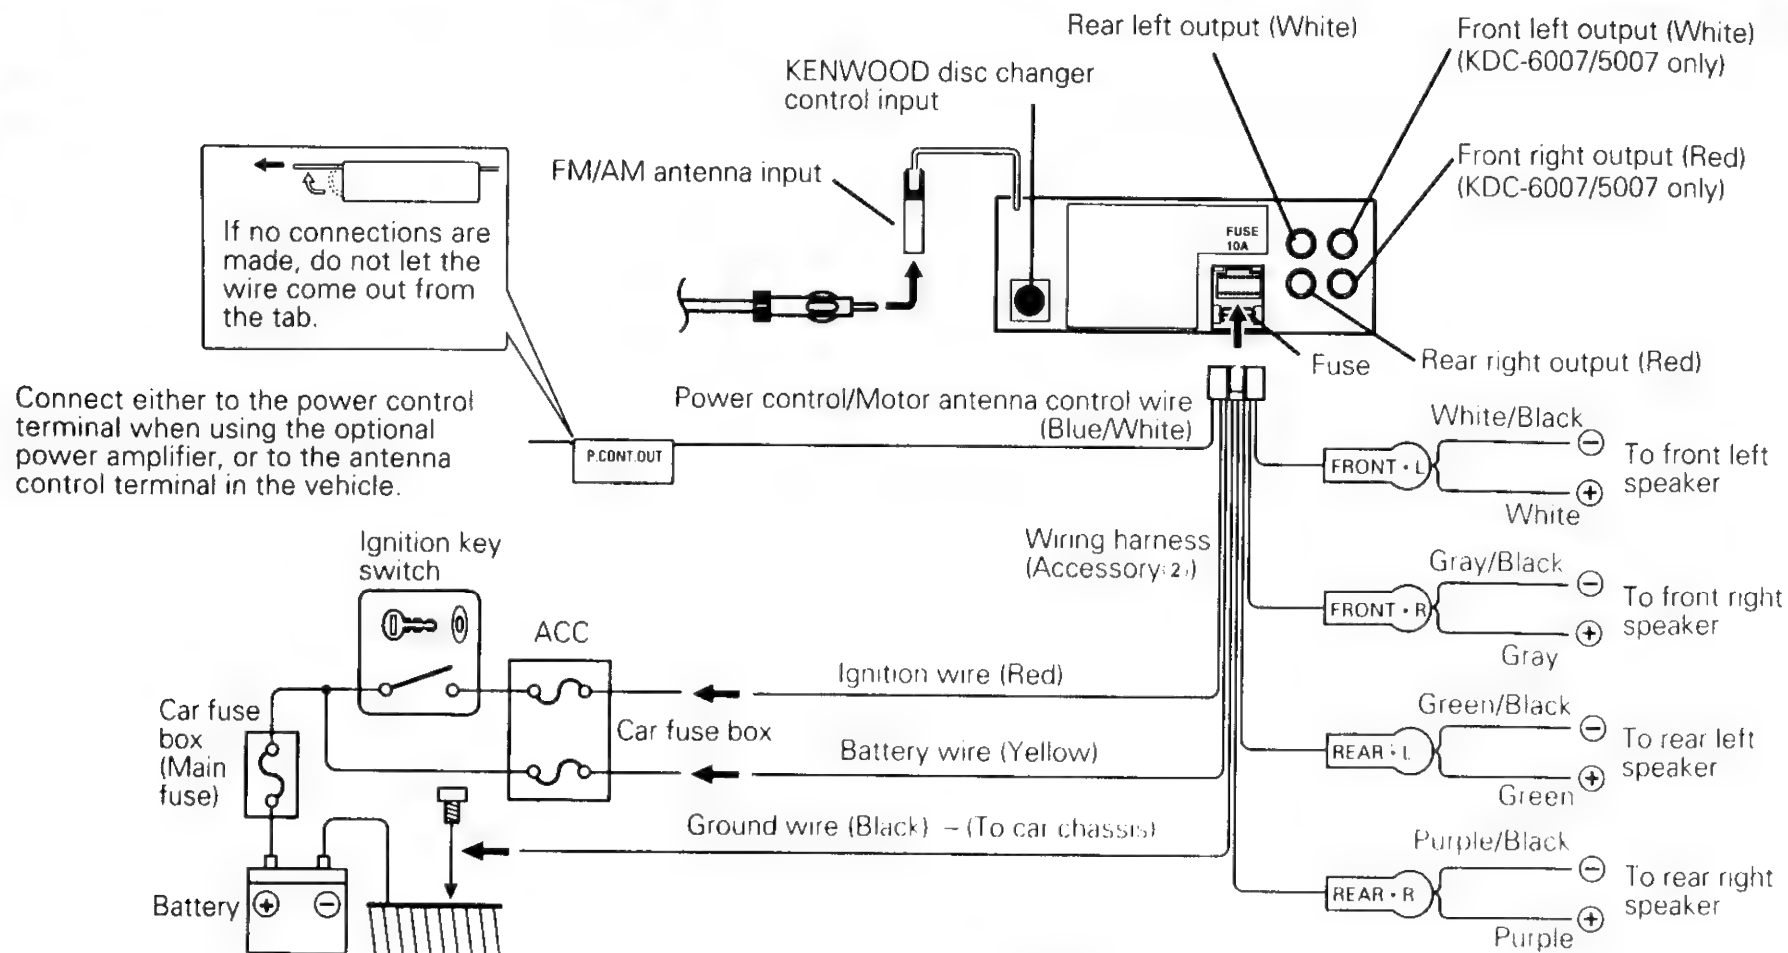 Rear left output (White)
Front left output (White)
(KDC-6007/5007 only)
KENWOOD disc changer
control input
FM/AM antenna input
Front right output (Red)
(KDC-6007/5007 only)
If no connections are
made, do not let the
wire come out from
the tab.
FUSE
10A
Fuse
Rear right output (Red)
Connect either to the power control
terminal when using the optional
power amplifier, or to the antenna
control terminal in the vehicle.
Power control/Motor antenna control wire
(Blue/White)
P.CONT.OUT
White/Black
FRONT • L
White
To front left
speaker
Wiring harness
(Accessory 2)
Gray/Black
FRONT • R
Gray
To front right
speaker
Ignition key
switch
ACC
Ignition wire (Red)
Car fuse
box
(Main
fuse)
Car fuse box
Battery wire (Yellow)
Green/Black
REAR • L
Green
To rear left
speaker
Ground wire (Black) – (To car chassis)
Purple/Black
REAR • R
Purple
To rear right
speaker
Battery